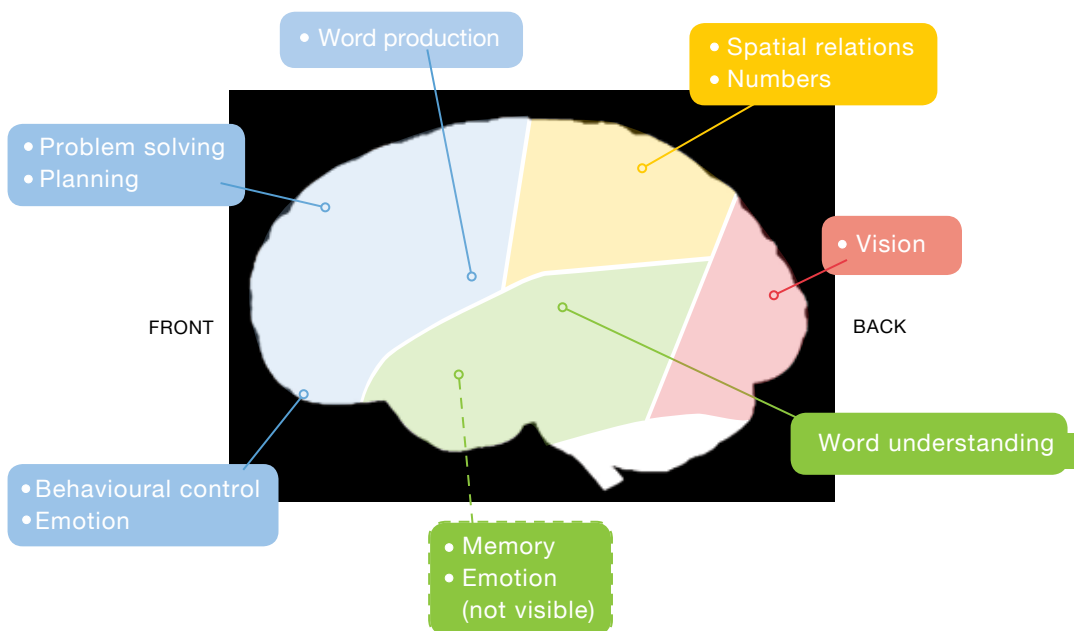 • Word production
• Spatial relations
• Numbers
• Problem solving
• Planning
• Vision
FRONT
BACK
Word understanding
• Behavioural control
• Emotion
• Memory
• Emotion
(not visible)